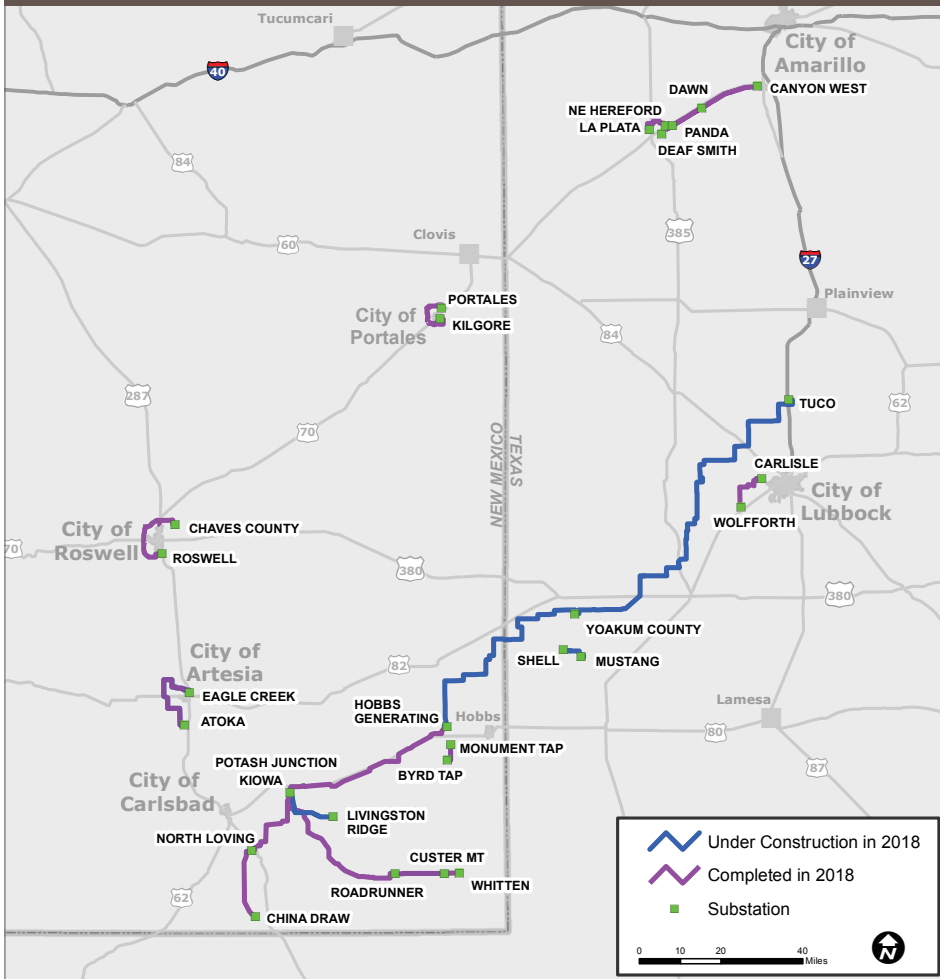 Tucumcari
City of
Amarillo
40
DAWN
CANYON WEST
NE HEREFORD
LA PLATA
PANDA
DEAF SMITH
84
385
60
Clovis
27
PORTALES
City of
Portales
KILGORE
Plainview
84
287
62
TUCO
70
NEW MEXICO
TEXAS
CARLISLE
City of
Lubbock
WOLFFORTH
City of
Roswell
CHAVES COUNTY
70
ROSWELL
380
380
YOAKUM COUNTY
SHELL
MUSTANG
City of
Artesia
82
EAGLE CREEK
ATOKA
HOBBS
GENERATING
Hobbs
Lamesa
80
MONUMENT TAP
BYRD TAP
87
POTASH JUNCTION
KIOWA
City of
Carlsbad
LIVINGSTON
RIDGE
NORTH LOVING
CUSTER MT
ROADRUNNER
WHITTEN
62
CHINA DRAW
Under Construction in 2018
Completed in 2018
Substation
0 10 20 40
Miles
N